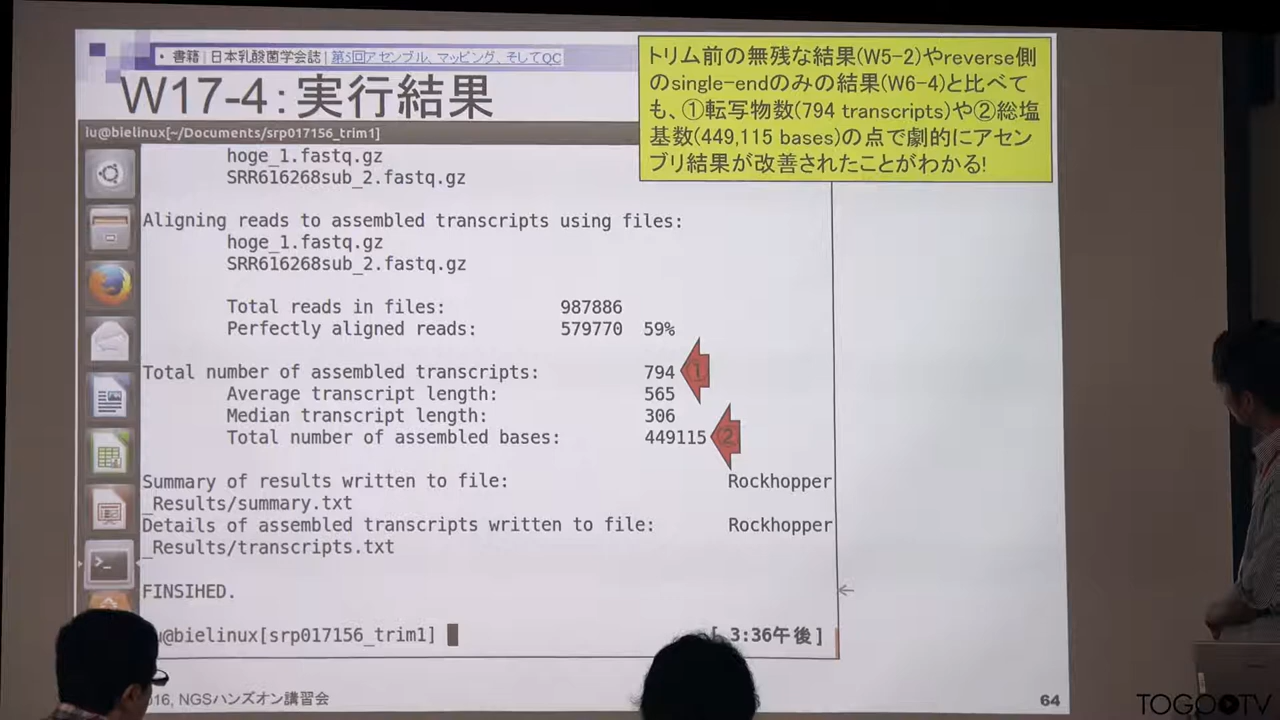 • 書籍 | 日本乳酸菌学会誌 | 第5回アセンブル、マッピング、そしてQC
W17-4：実行結果
トリム前の無残な結果(W5-2)やreverse側
のsingle-endのみの結果(W6-4)と比べて
も、①転写物数(794 transcripts)や②総塩
基数(449,115 bases)の点で劇的にアセン
ブリ結果が改善されたことがわかる!
iu@bielinux[~/Documents/srp017156_trim1]
hoge_1.fastq.gz
SRR616268sub_2.fastq.gz
Aligning reads to assembled transcripts using files:
hoge_1.fastq.gz
SRR616268sub_2.fastq.gz
Total reads in files: 987886
Perfectly aligned reads: 579770 59%
Total number of assembled transcripts: 794 ①
Average transcript length: 565
Median transcript length: 306
Total number of assembled bases: 449115 ②
Summary of results written to file: Rockhopper
_Results/summary.txt
Details of assembled transcripts written to file: Rockhopper
_Results/transcripts.txt
FINSIHED.
u@bielinux[srp017156_trim1] [ 3:36午後]
16, NGSハンズオン講習会
64
TOGOTV